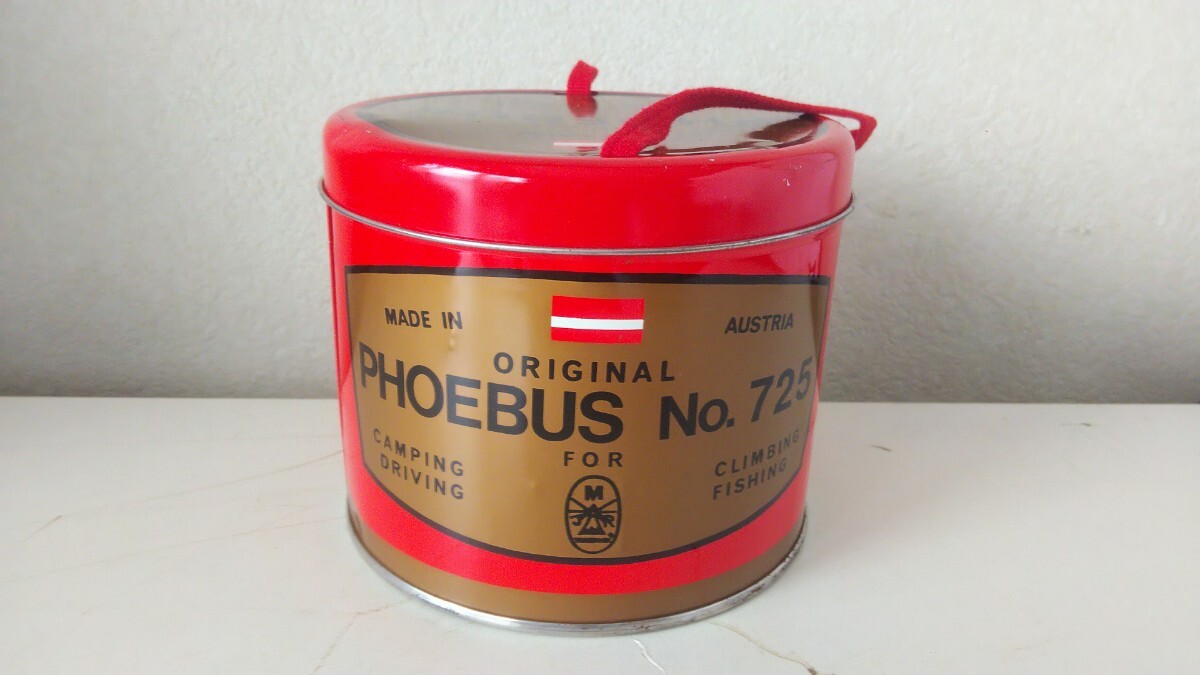 MADE IN AUSTRIA
ORIGINAL
PHOEBUS No. 725
FOR
CAMPING
DRIVING
CLIMBING
FISHING
M
J R